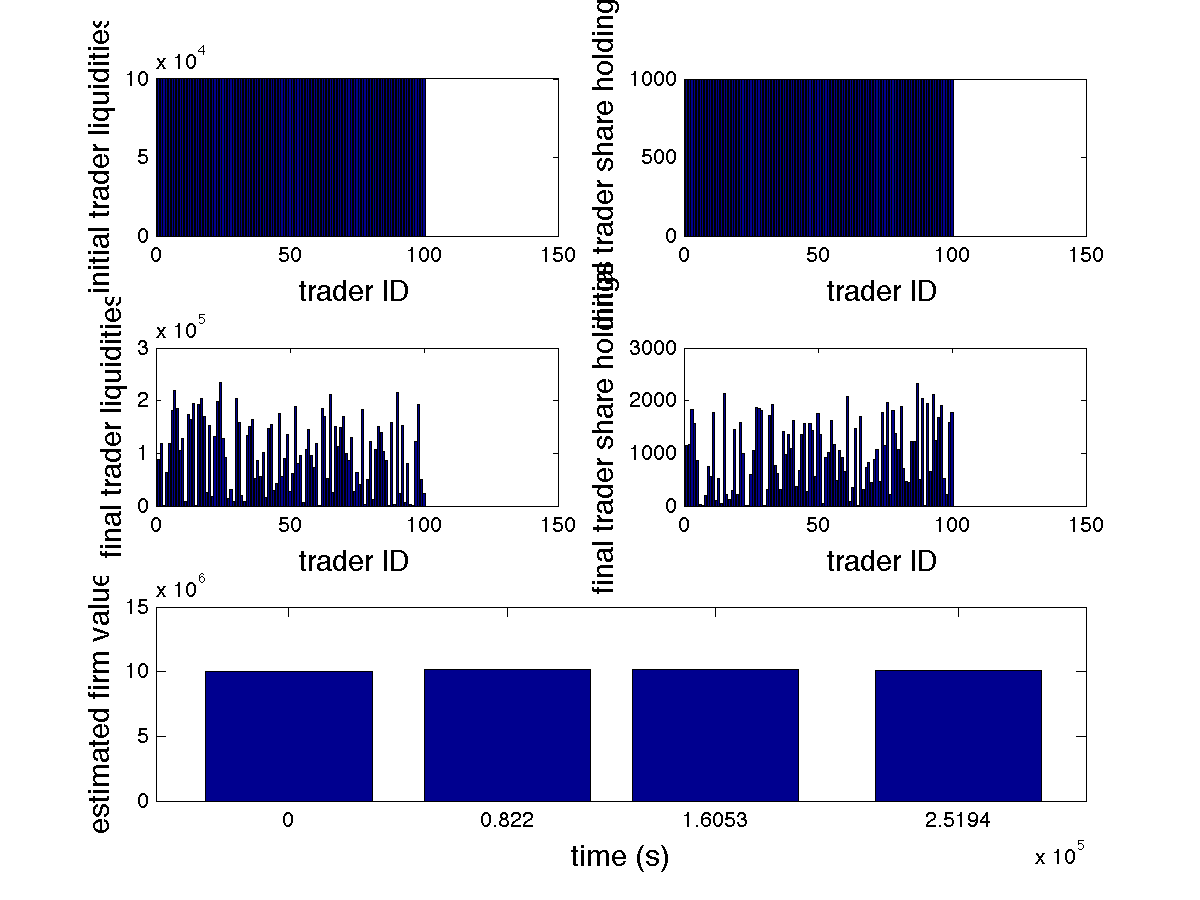 initial trader liquidities
x 10^4
10
5
0
0 50 100 150
trader ID
1000
500
0
0 50 100 150
trader ID
final trader liquidities
x 10^5
3
2
1
0
0 50 100 150
trader ID
final trader share holdings
3000
2000
1000
0
0 50 100 150
trader ID
estimated firm value
x 10^6
15
10
5
0
0 0.822 1.6053 2.5194
x 10^5
time (s)
trader share holding